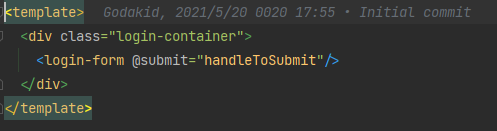 <template>    Godakid, 2021/5/20 0020 17:55 • Initial commit
  <div class="login-container">
    <login-form @submit="handleToSubmit"/>
  </div>
</template>